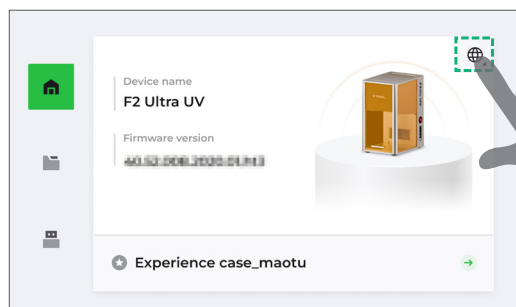 Device name
F2 Ultra UV
Firmware version
Experience case_maotu